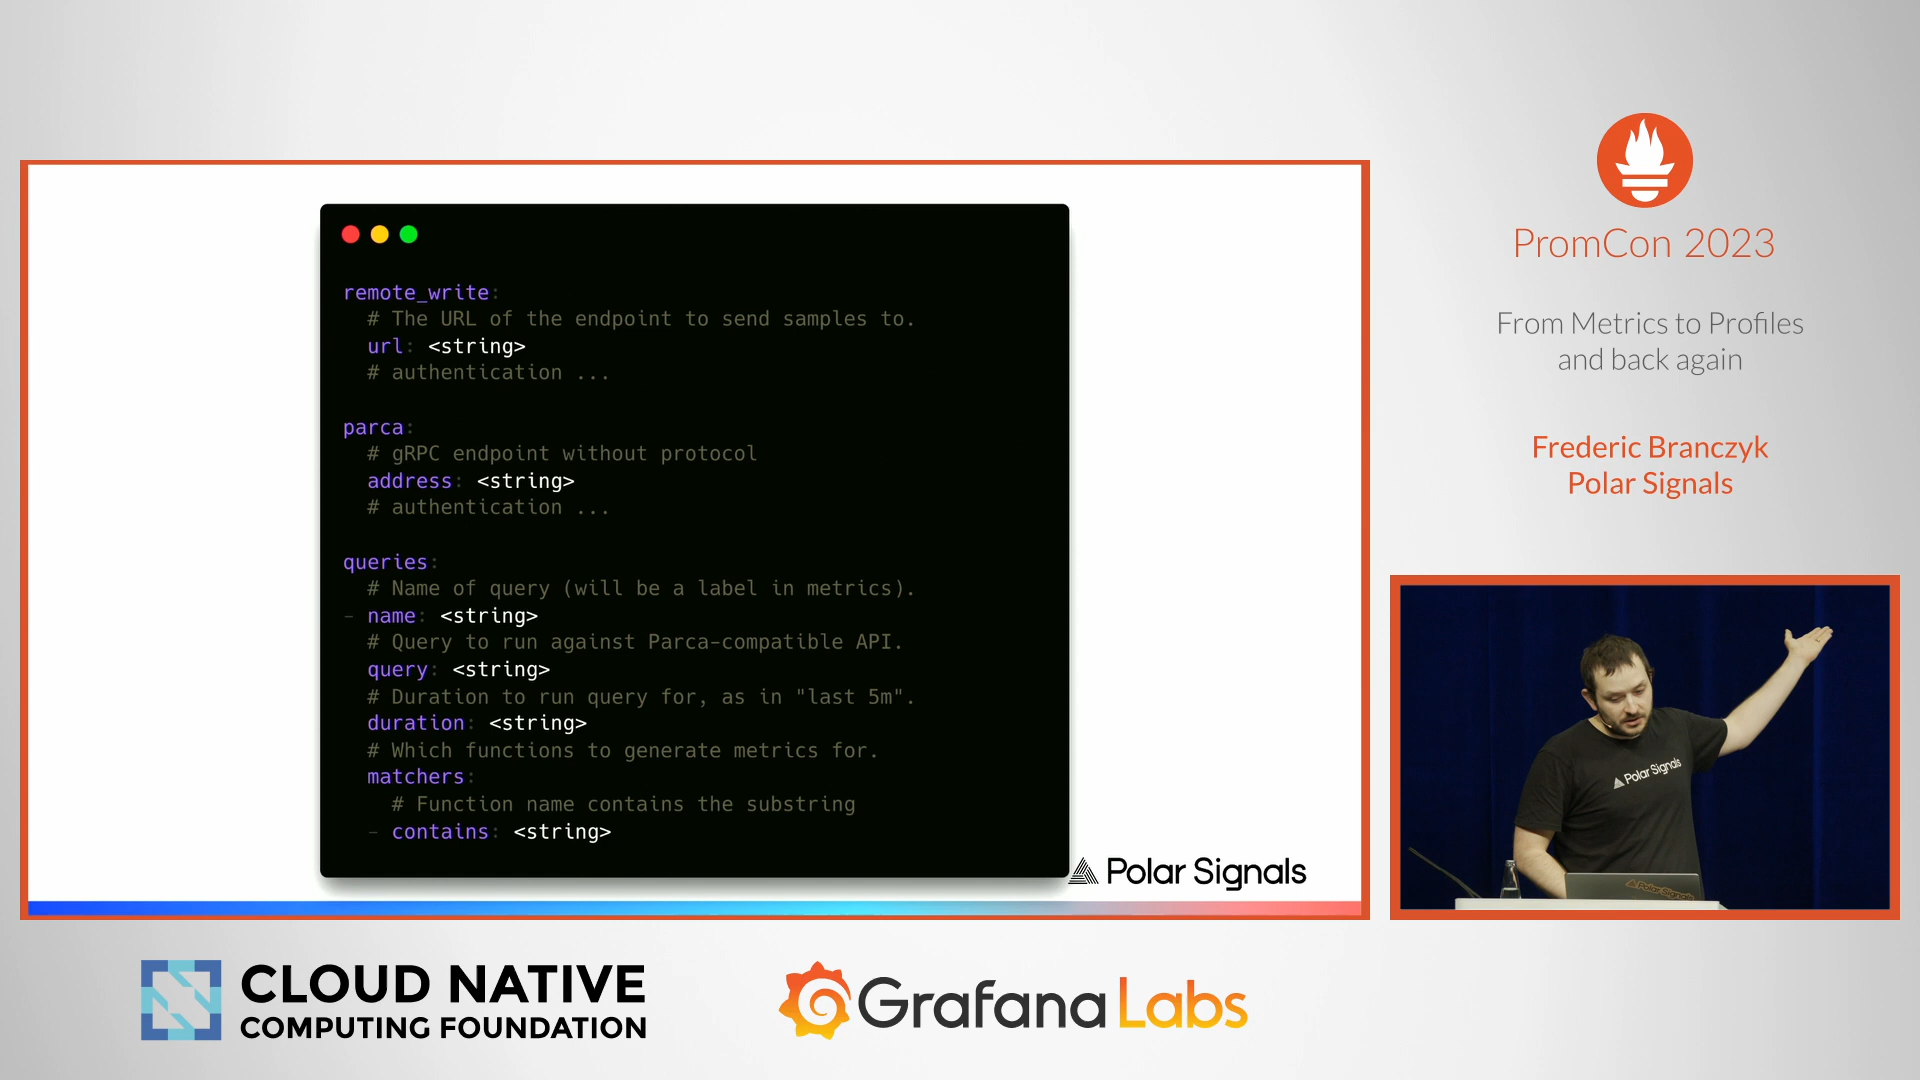 remote_write:
# The URL of the endpoint to send samples to.
url: <string>
# authentication ...
parca:
# gRPC endpoint without protocol
address: <string>
# authentication ...
queries:
# Name of query (will be a label in metrics).
- name: <string>
# Query to run against Parca-compatible API.
query: <string>
# Duration to run query for, as in "last 5m".
duration: <string>
# Which functions to generate metrics for.
matchers:
# Function name contains the substring
- contains: <string>
Polar Signals
PromCon 2023
From Metrics to Profiles
and back again
Frederic Branczyk
Polar Signals
Polar Signals
Polar Signals
CLOUD NATIVE
COMPUTING FOUNDATION
Grafana Labs